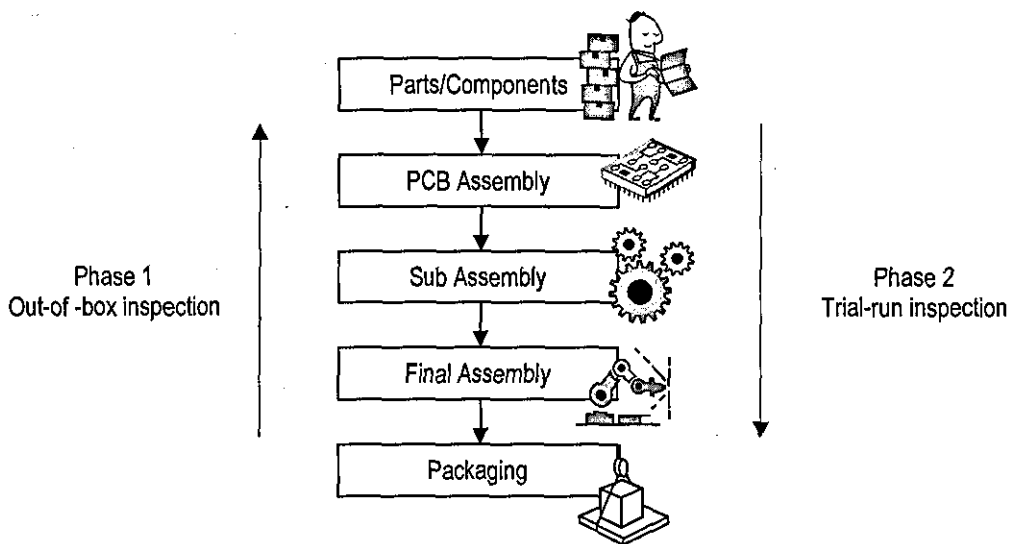 Parts/Components
PCB Assembly
Sub Assembly
Final Assembly
Packaging
Phase 1
Out-of -box inspection
Phase 2
Trial-run inspection